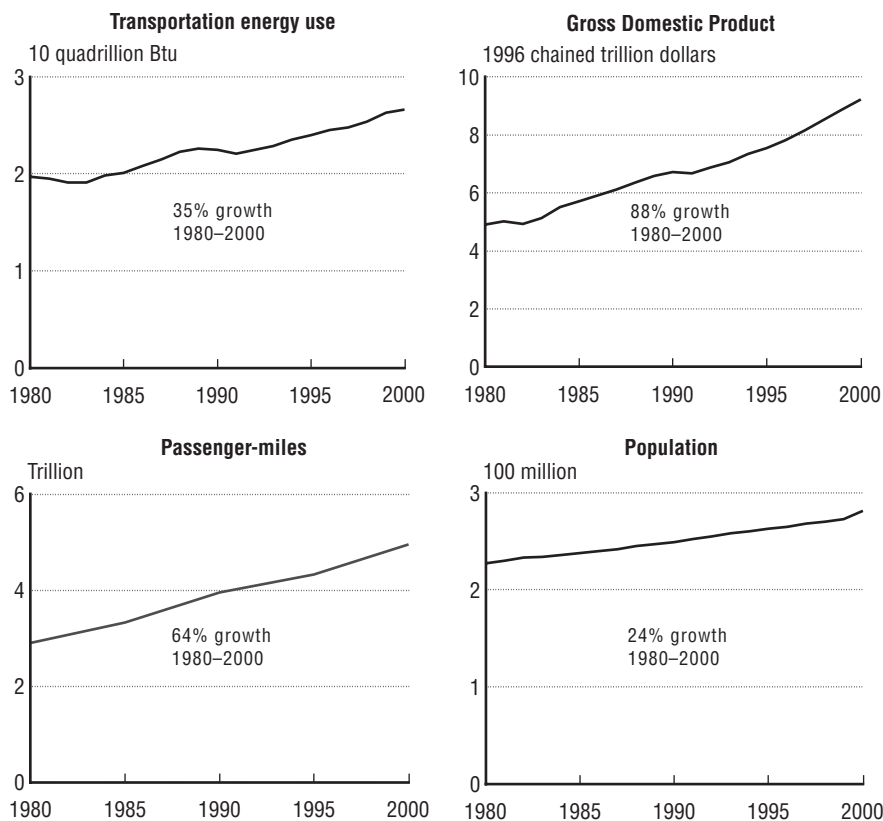 Transportation energy use
10 quadrillion Btu
3
2
1
0
35% growth
1980–2000
1980 1985 1990 1995 2000
Gross Domestic Product
1996 chained trillion dollars
10
8
6
4
2
0
88% growth
1980–2000
1980 1985 1990 1995 2000
Passenger-miles
Trillion
6
4
2
0
64% growth
1980–2000
1980 1985 1990 1995 2000
Population
100 million
3
2
1
0
24% growth
1980–2000
1980 1985 1990 1995 2000